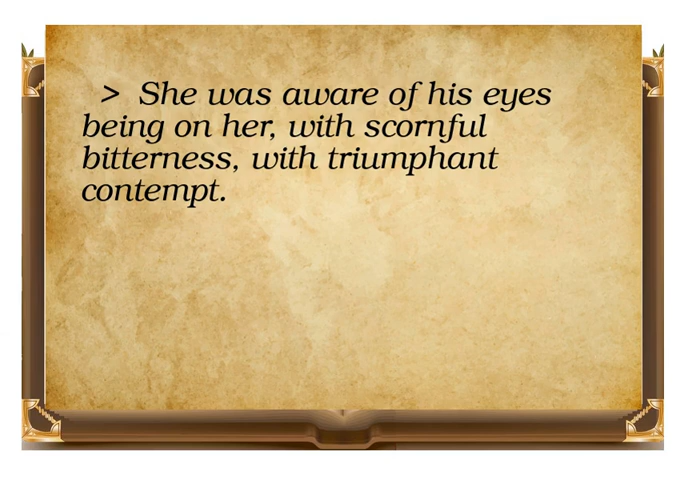 > She was aware of his eyes
being on her, with scornful
bitterness, with triumphant
contempt.